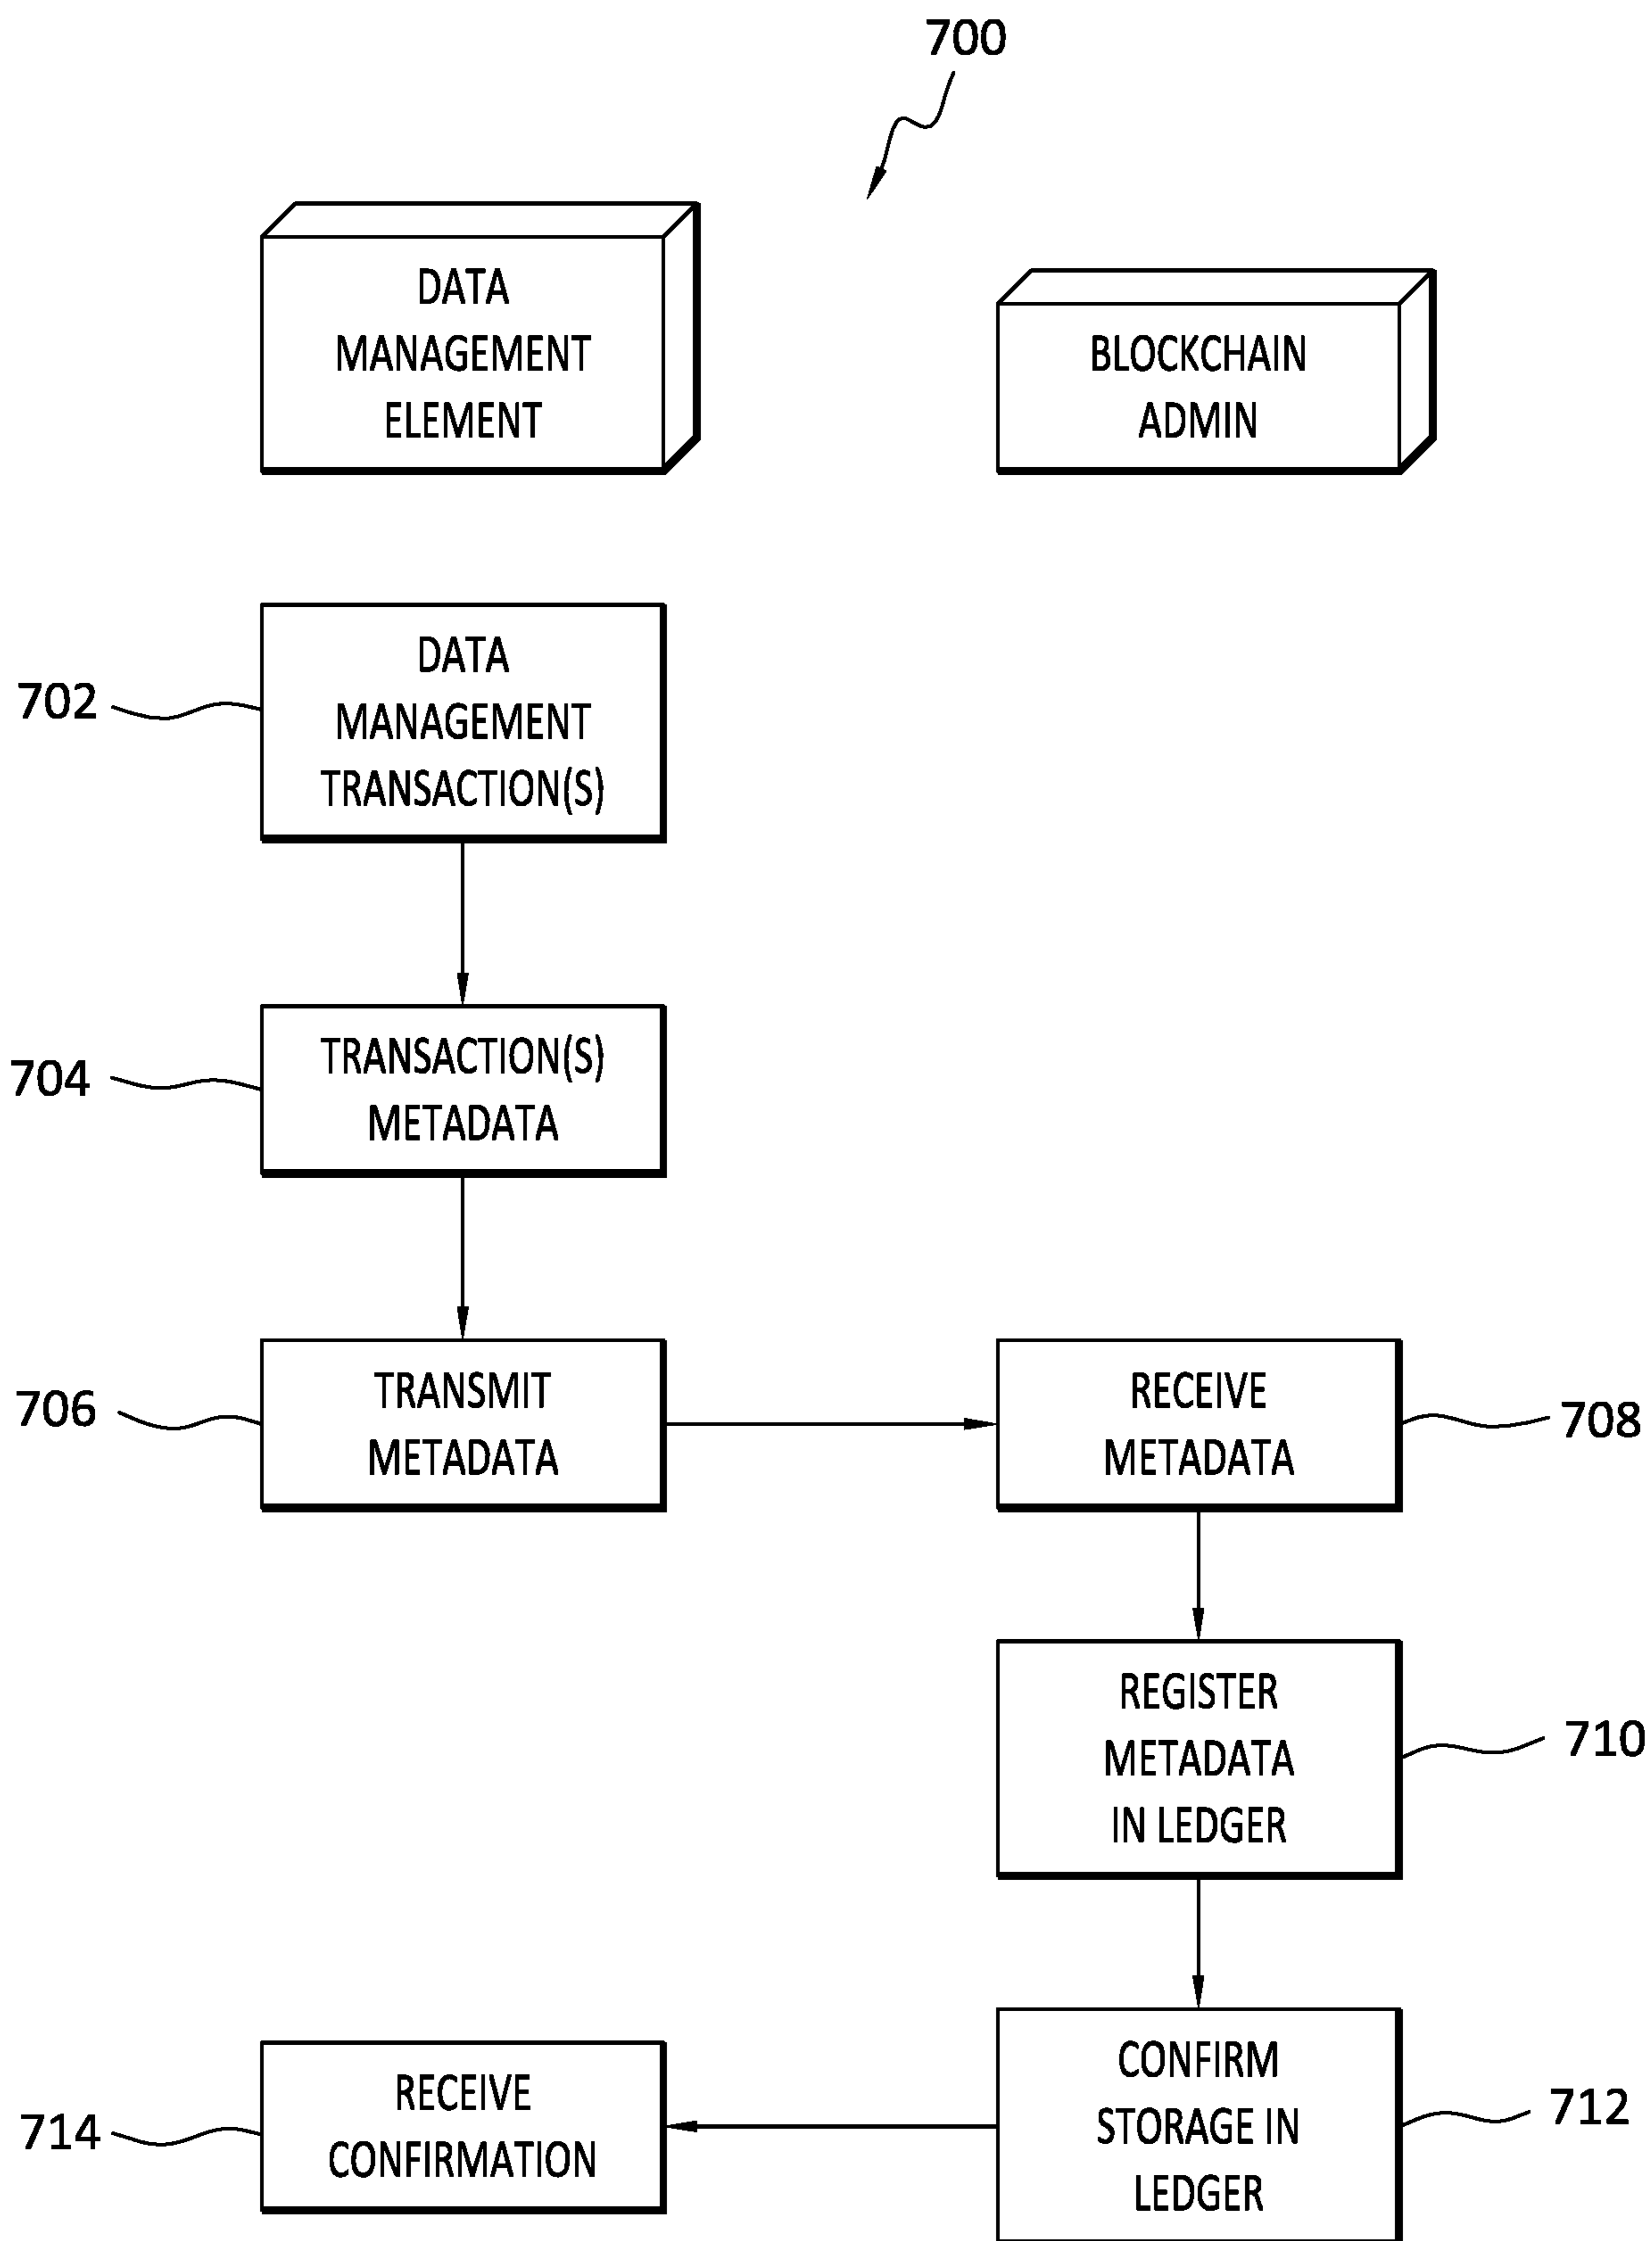 700
DATA
MANAGEMENT
ELEMENT
BLOCKCHAIN
ADMIN
702
DATA
MANAGEMENT
TRANSACTION(S)
704
TRANSACTION(S)
METADATA
706
TRANSMIT
METADATA
RECEIVE
METADATA
708
REGISTER
METADATA
IN LEDGER
710
CONFIRM
STORAGE IN
LEDGER
712
714
RECEIVE
CONFIRMATION